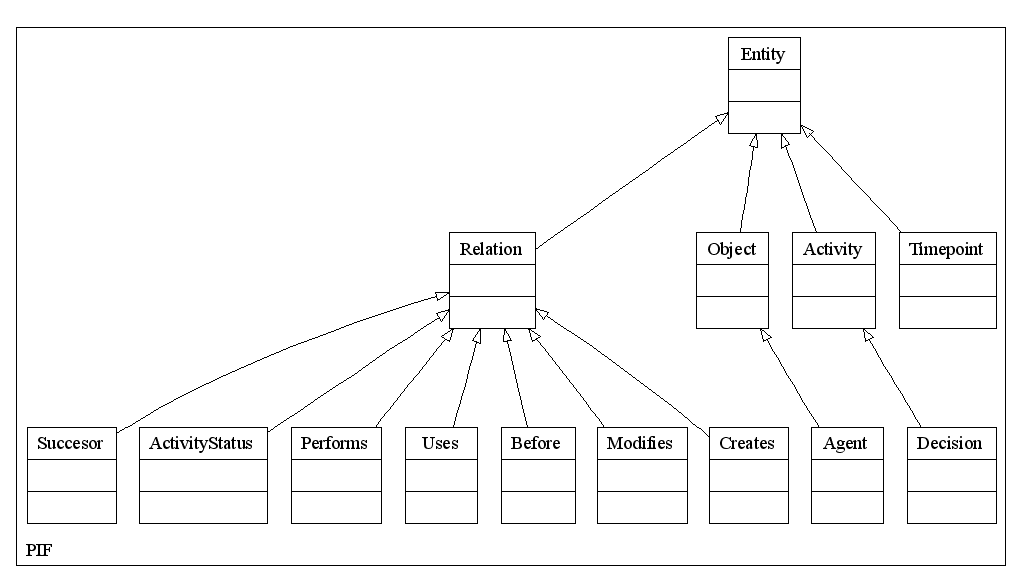 Entity
Relation
Object
Activity
Timepoint
Succesor
ActivityStatus
Performs
Uses
Before
Modifies
Creates
Agent
Decision
PIF